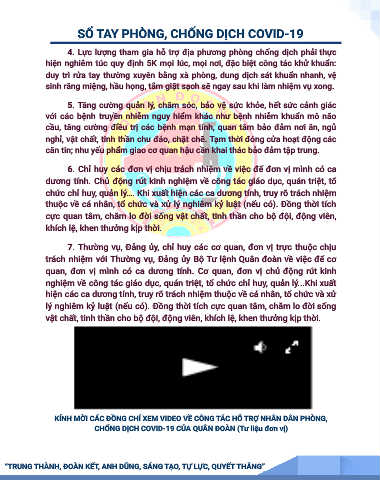 SỔ TAY PHÒNG, CHỐNG DỊCH COVID-19
4. Lực lượng tham gia hỗ trợ địa phương phòng chống dịch phải thực
hiện nghiêm túc quy định 5K mọi lúc, mọi nơi, đặc biệt công tác khử khuẩn:
duy trì rửa tay thường xuyên bằng xà phòng, dung dịch sát khuẩn nhanh, vệ
sinh răng miệng, hầu họng, tắm giặt sạch sẽ ngay sau khi làm nhiệm vụ xong.
5. Tăng cường quản lý, chăm sóc, bảo vệ sức khỏe, hết sức cảnh giác
với các bệnh truyền nhiễm nguy hiểm khác như bệnh nhiễm khuẩn mô não
cầu, tăng cường điều trị các bệnh mạn tính, quan tâm bảo đảm nơi ăn, ngủ
nghỉ, vật chất, tinh thần chu đáo, chặt chẽ. Tạm thời đóng cửa hoạt động các
căn tin; nhu yếu phẩm giao cơ quan hậu cần khai thác bảo đảm tập trung.
6. Chỉ huy các đơn vị chịu trách nhiệm về việc để đơn vị mình có ca
dương tính. Chủ động rút kinh nghiệm về công tác giáo dục, quán triệt, tổ
chức chỉ huy, quản lý.... Khi xuất hiện các ca dương tính, truy rõ trách nhiệm
thuộc về cá nhân, tổ chức và xử lý nghiêm kỷ luật (nếu có). Đồng thời tích
cực quan tâm, chăm lo đời sống vật chất, tinh thần cho bộ đội, động viên,
khích lệ, khen thưởng kịp thời.
7. Thường vụ, Đảng ủy, chỉ huy các cơ quan, đơn vị trực thuộc chịu
trách nhiệm với Thường vụ, Đảng ủy Bộ Tư lệnh Quân đoàn về việc để cơ
quan, đơn vị mình có ca dương tính. Cơ quan, đơn vị chủ động rút kinh
nghiệm về công tác giáo dục, quán triệt, tổ chức chỉ huy, quản lý...Khi xuất
hiện các ca dương tính, truy rõ trách nhiệm thuộc về cá nhân, tổ chức và xử
lý nghiêm kỷ luật (nếu có). Đồng thời tích cực quan tâm, chăm lo đời sống
vật chất, tinh thần cho bộ đội, động viên, khích lệ, khen thưởng kịp thời.
KÍNH MỜI CÁC ĐỒNG CHÍ XEM VIDEO VỀ CÔNG TÁC HỖ TRỢ NHÂN DÂN PHÒNG,
CHỐNG DỊCH COVID-19 CỦA QUÂN ĐOÀN (Tư liệu đơn vị)
"TRUNG THÀNH, ĐOÀN KẾT, ANH DŨNG, SÁNG TẠO, TỰ LỰC, QUYẾT THẮNG"